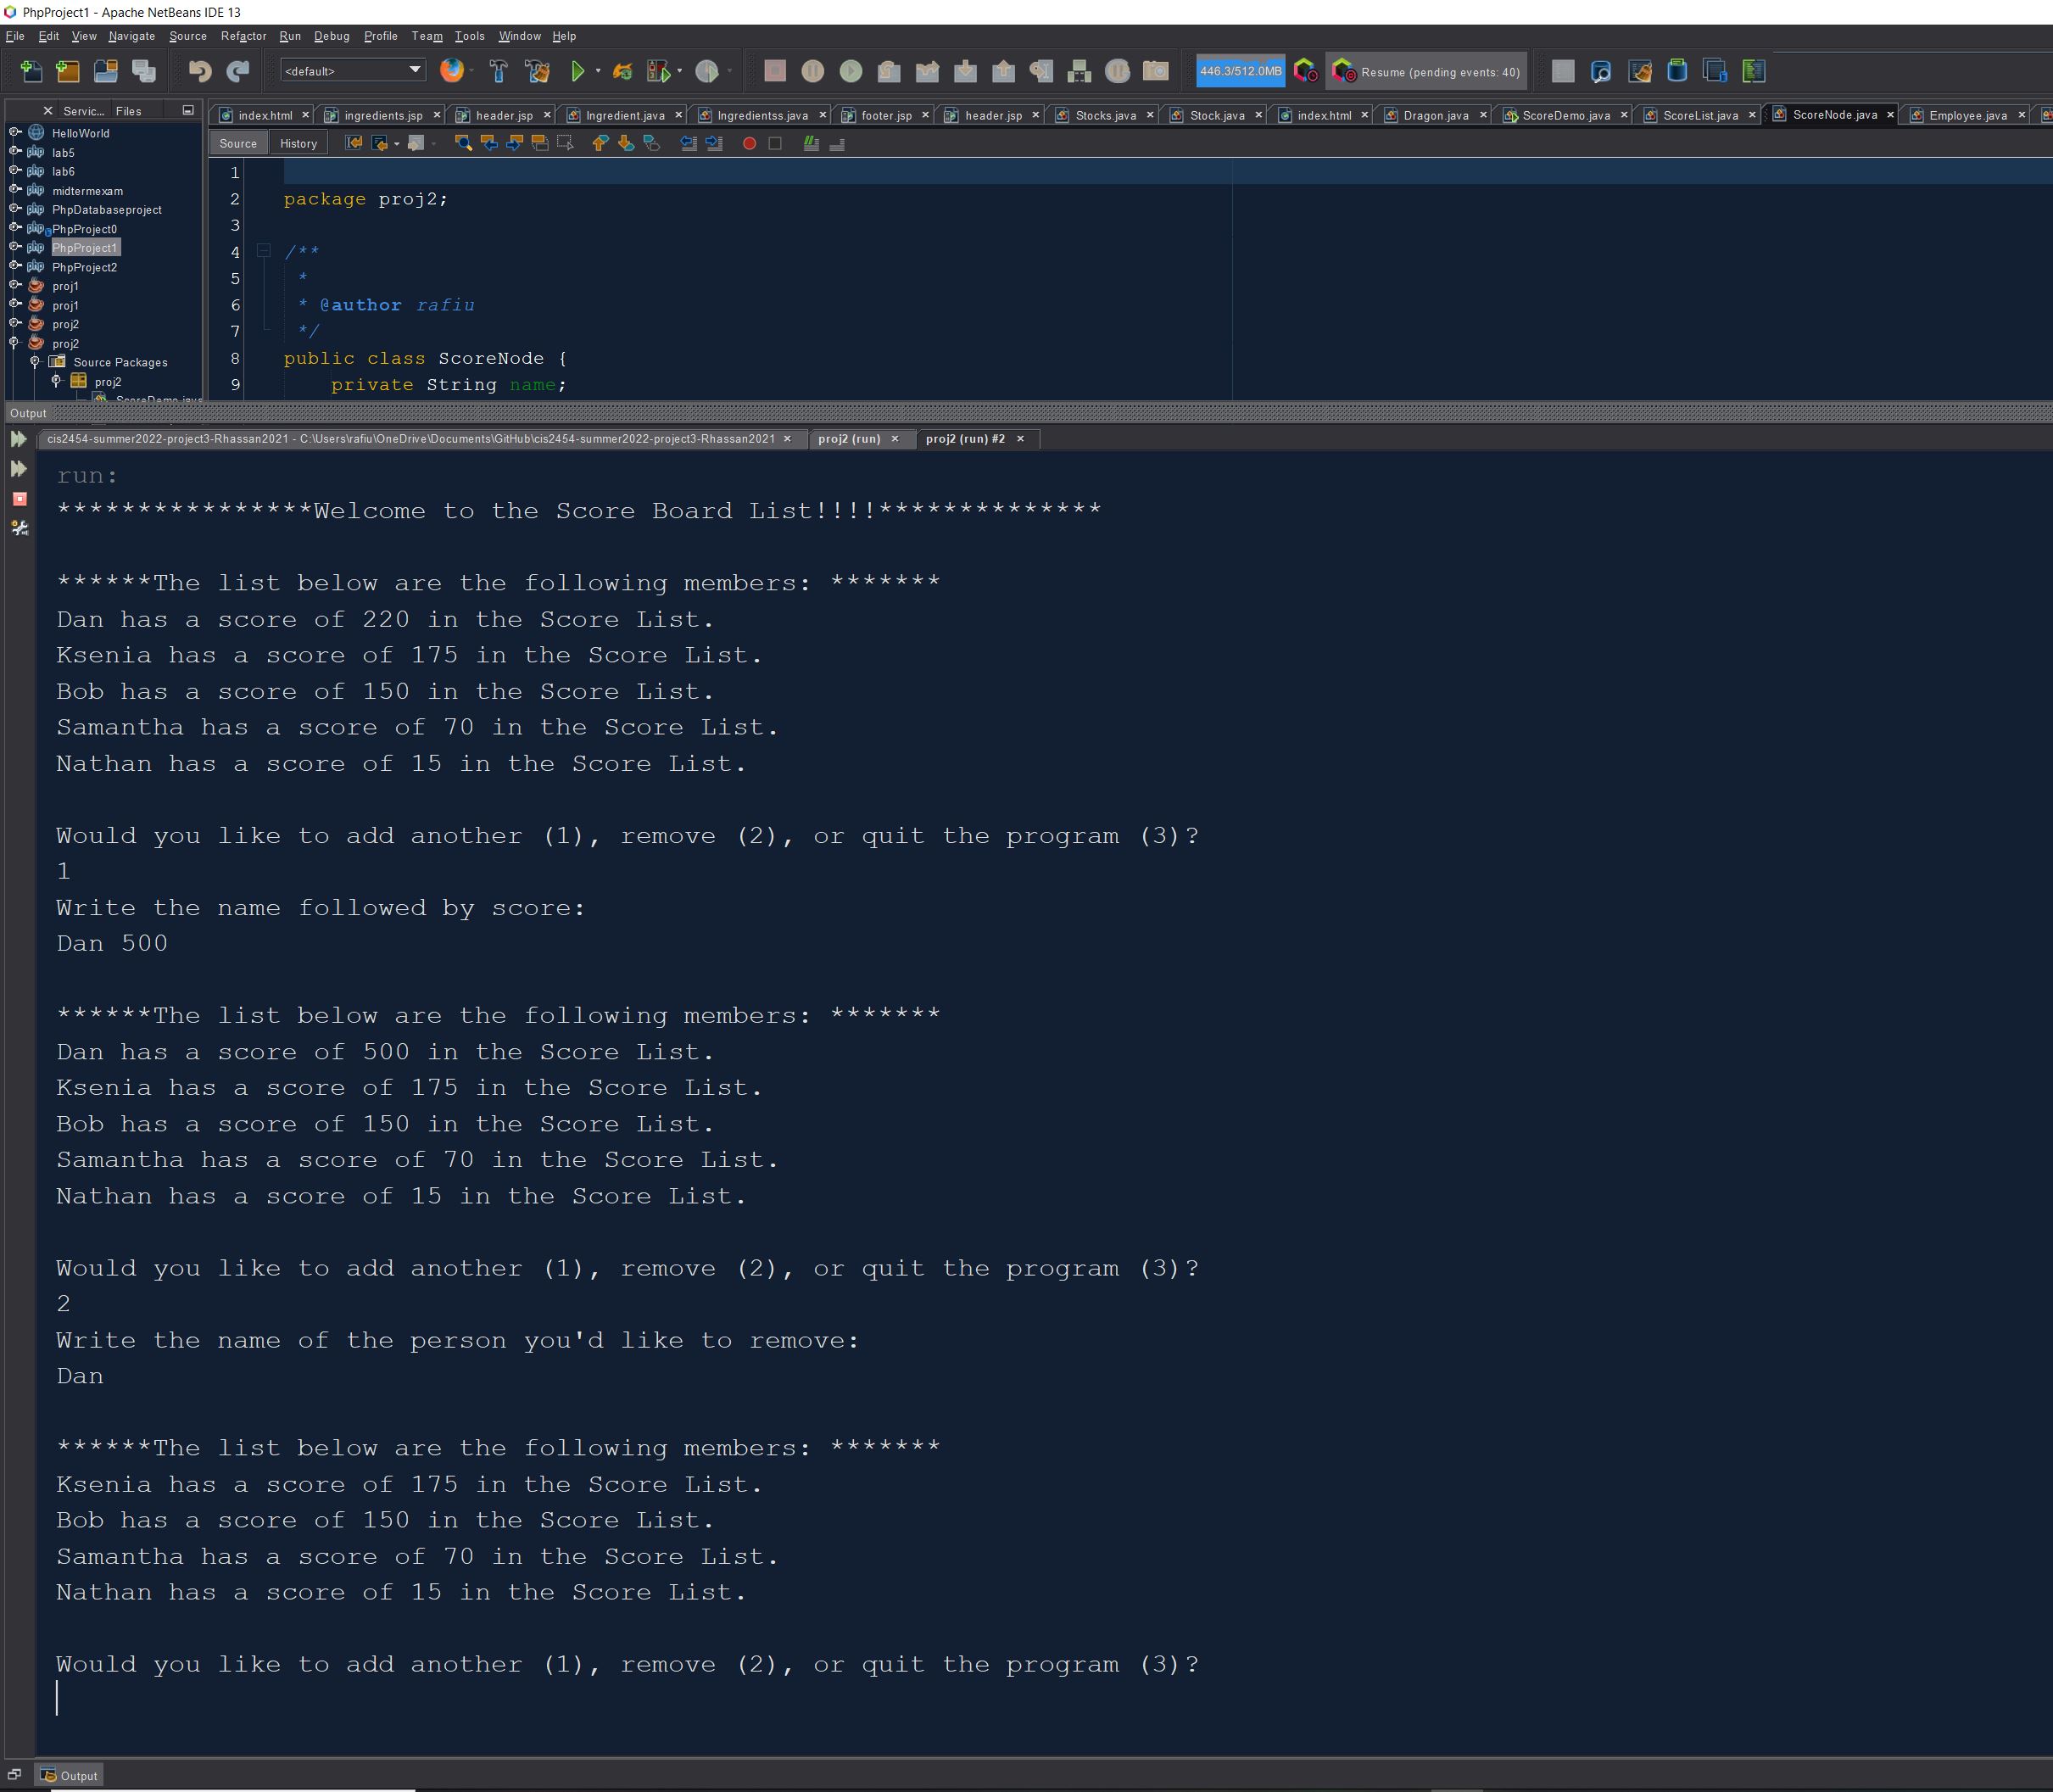 PhpProject1 - Apache NetBeans IDE 13
File Edit View Navigate Source Refactor Run Debug Profile Team Tools Window Help
<default> 446.3/512.0MB Resume (pending events: 40)
Servic... Files
index.html ingredients.jsp header.jsp Ingredient.java Ingredientss.java footer.jsp header.jsp Stocks.java Stock.java index.html Dragon.java ScoreDemo.java ScoreList.java ScoreNode.java Employee.java
Source History
HelloWorld
lab5
lab6
midtermexam
PhpDatabaseproject
PhpProject0
PhpProject1
PhpProject2
proj1
proj1
proj2
proj2
Source Packages
proj2
ScoreDemo.java
1
2 package proj2;
3
4 /**
5 *
6 * @author rafiu
7 */
8 public class ScoreNode {
9 private String name;
Output
cis2454-summer2022-project3-Rhassan2021 - C:\Users\rafiu\OneDrive\Documents\GitHub\cis2454-summer2022-project3-Rhassan2021 proj2 (run) proj2 (run) #2
run:
****************Welcome to the Score Board List!!!!**************
******The list below are the following members: *******
Dan has a score of 220 in the Score List.
Ksenia has a score of 175 in the Score List.
Bob has a score of 150 in the Score List.
Samantha has a score of 70 in the Score List.
Nathan has a score of 15 in the Score List.
Would you like to add another (1), remove (2), or quit the program (3)?
1
Write the name followed by score:
Dan 500
******The list below are the following members: *******
Dan has a score of 500 in the Score List.
Ksenia has a score of 175 in the Score List.
Bob has a score of 150 in the Score List.
Samantha has a score of 70 in the Score List.
Nathan has a score of 15 in the Score List.
Would you like to add another (1), remove (2), or quit the program (3)?
2
Write the name of the person you'd like to remove:
Dan
******The list below are the following members: *******
Ksenia has a score of 175 in the Score List.
Bob has a score of 150 in the Score List.
Samantha has a score of 70 in the Score List.
Nathan has a score of 15 in the Score List.
Would you like to add another (1), remove (2), or quit the program (3)?
Output